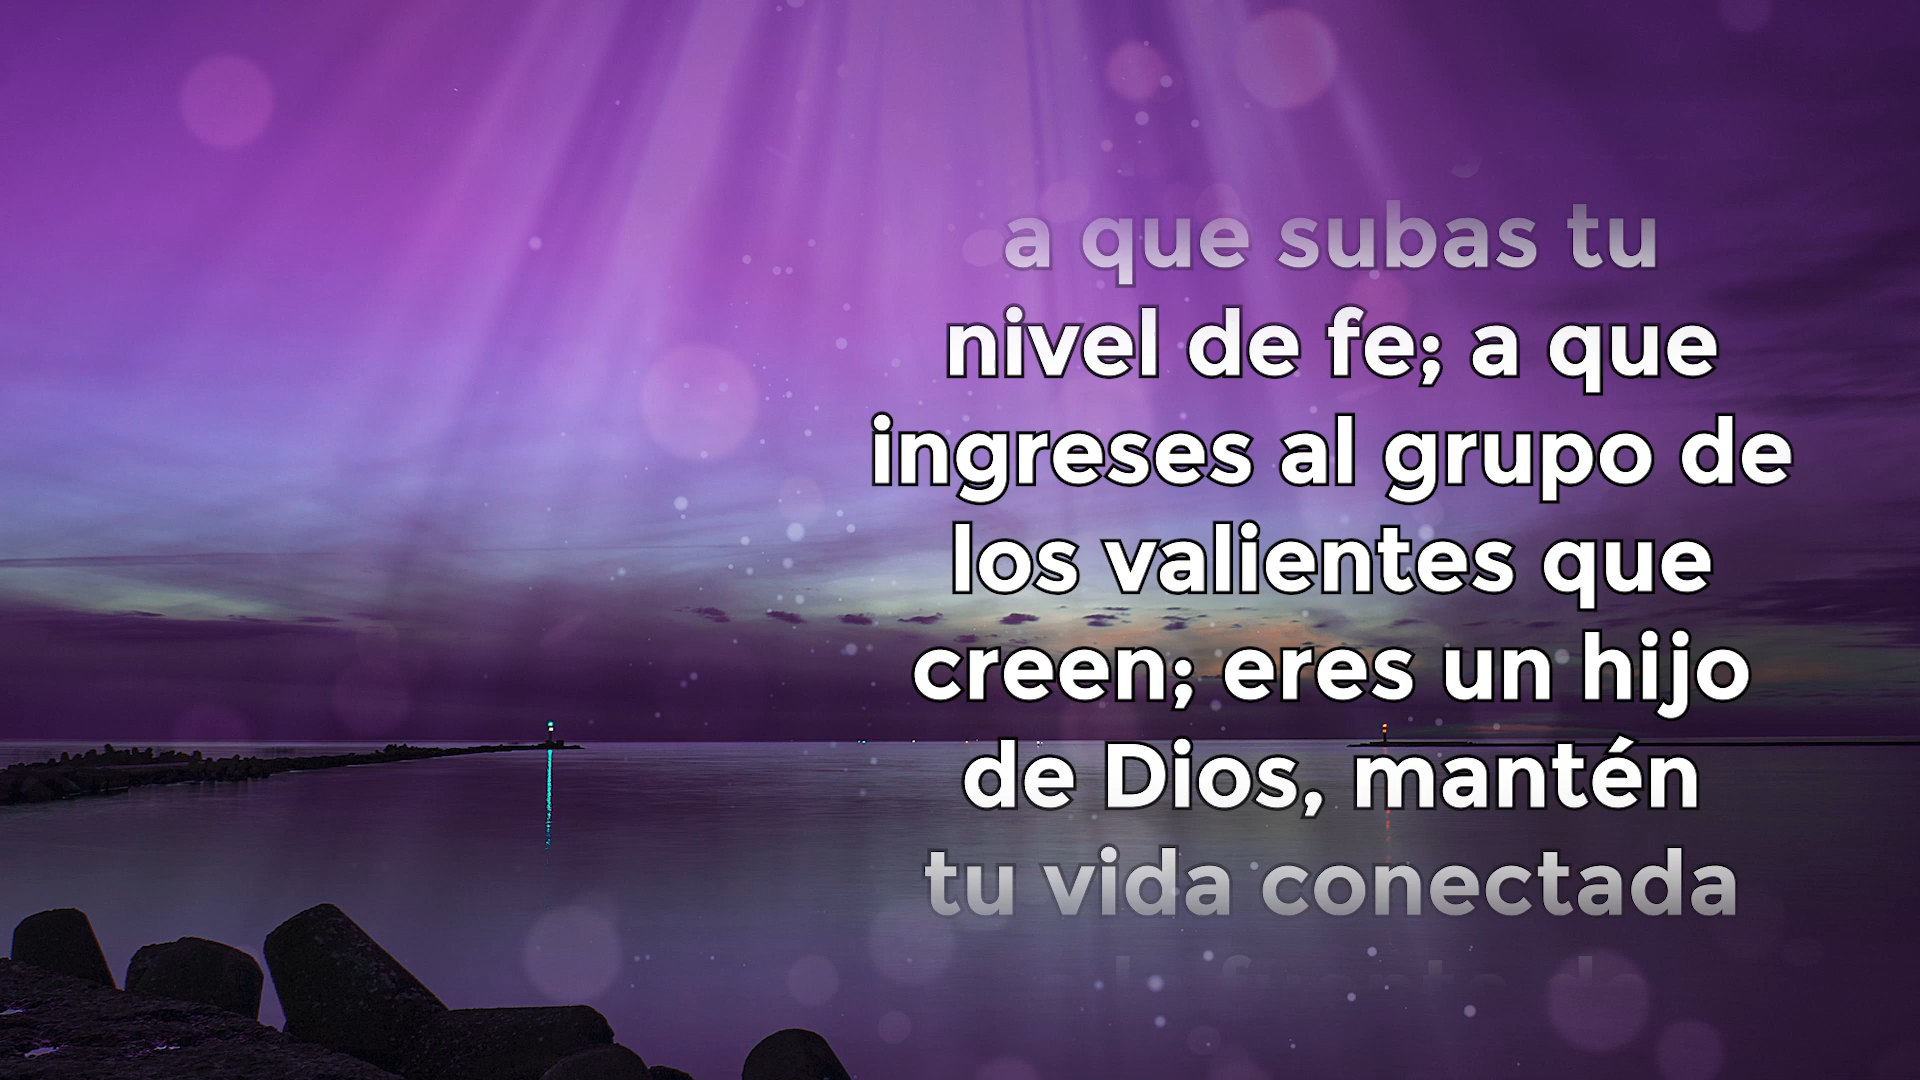 a que subas tu
nivel de fe; a que
ingreses al grupo de
los valientes que
creen; eres un hijo
de Dios, mantén
tu vida conectada